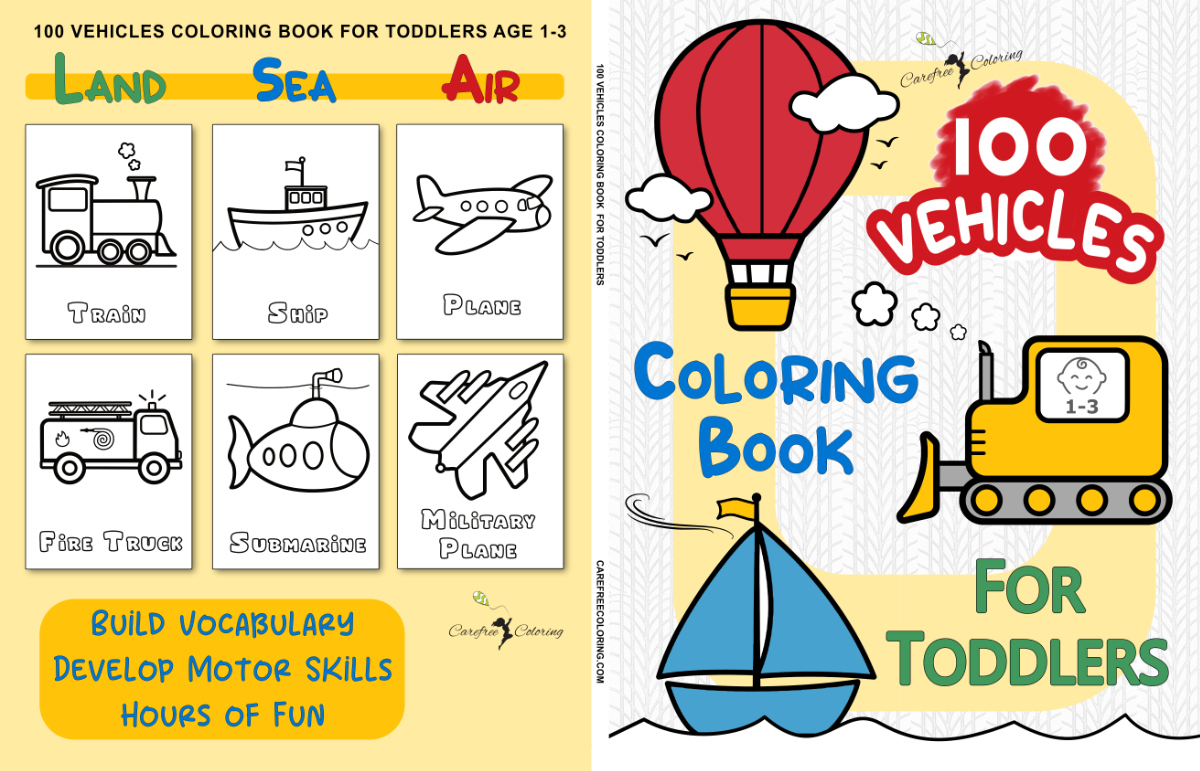 100 VEHICLES COLORING BOOK FOR TODDLERS AGE 1-3
LAND SEA AIR
TRAIN
SHIP
PLANE
FIRE TRUCK
SUBMARINE
MILITARY
PLANE
BUILD VOCABULARY
DEVELOP MOTOR SKILLS
HOURS OF FUN
Carefree Coloring
100 VEHICLES COLORING BOOK FOR TODDLERS
CAREFREECOLORING.COM
Carefree Coloring
100
VEHICLES
COLORING
BOOK
1-3
FOR
TODDLERS